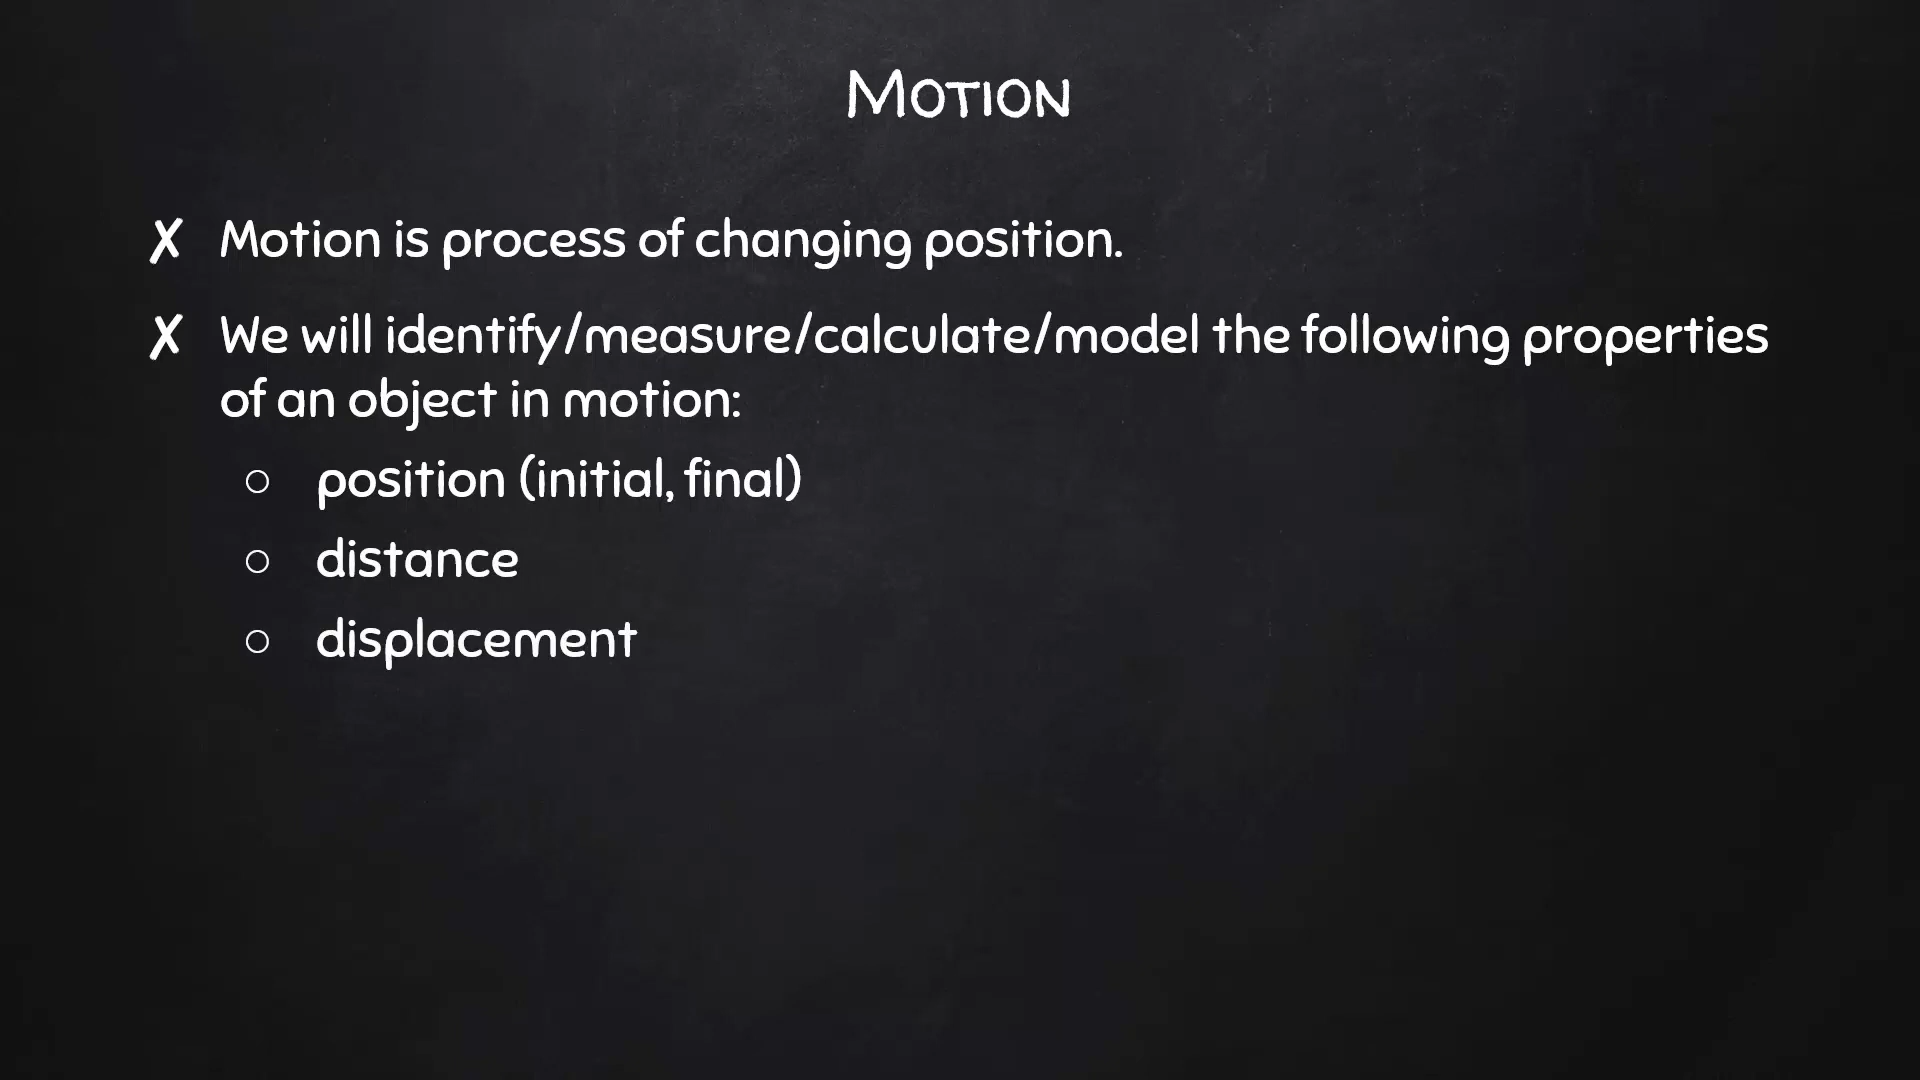 Motion
✗ Motion is process of changing position.
✗ We will identify/measure/calculate/model the following properties
of an object in motion:
○ position (initial, final)
○ distance
○ displacement